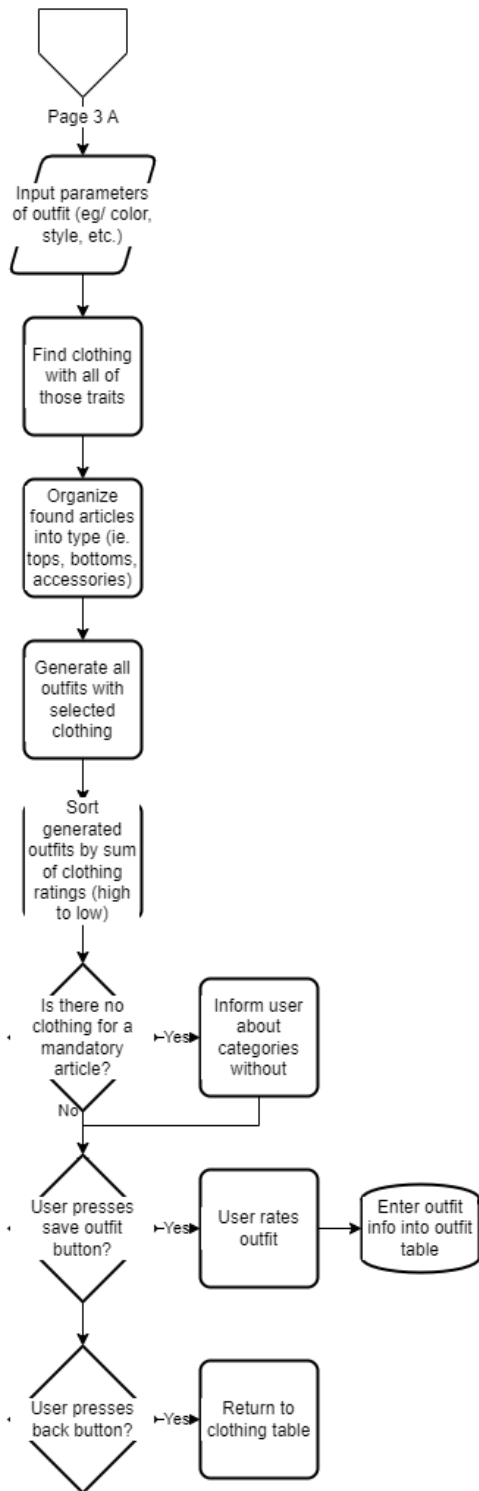 Page 3 A
Input parameters
of outfit (eg/ color,
style, etc.)
Find clothing
with all of
those traits
Organize
found articles
into type (ie.
tops, bottoms,
accessories)
Generate all
outfits with
selected
clothing
Sort
generated
outfits by sum
of clothing
ratings (high
to low)
Is there no
clothing for a
mandatory
article?
Yes
Inform user
about
categories
without
No
User presses
save outfit
button?
Yes
User rates
outfit
Enter outfit
info into outfit
table
User presses
back button?
Yes
Return to
clothing table